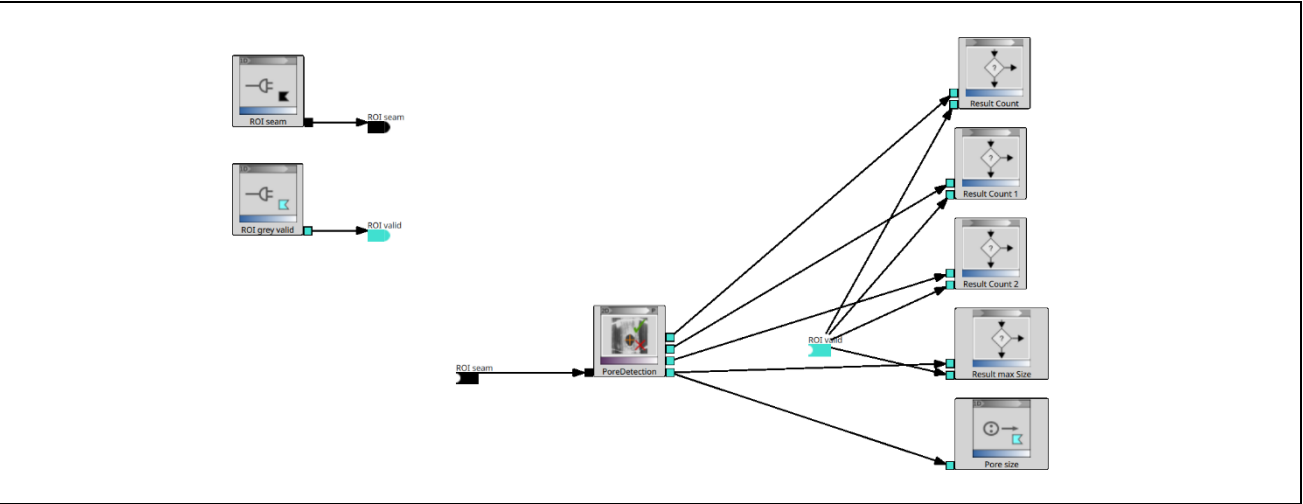 ROI seam
ROI seam
ROI grey valid
ROI valid
ROI seam
PoreDetection
ROI valid
?
Result Count
?
Result Count 1
?
Result Count 2
?
Result max Size
Pore size